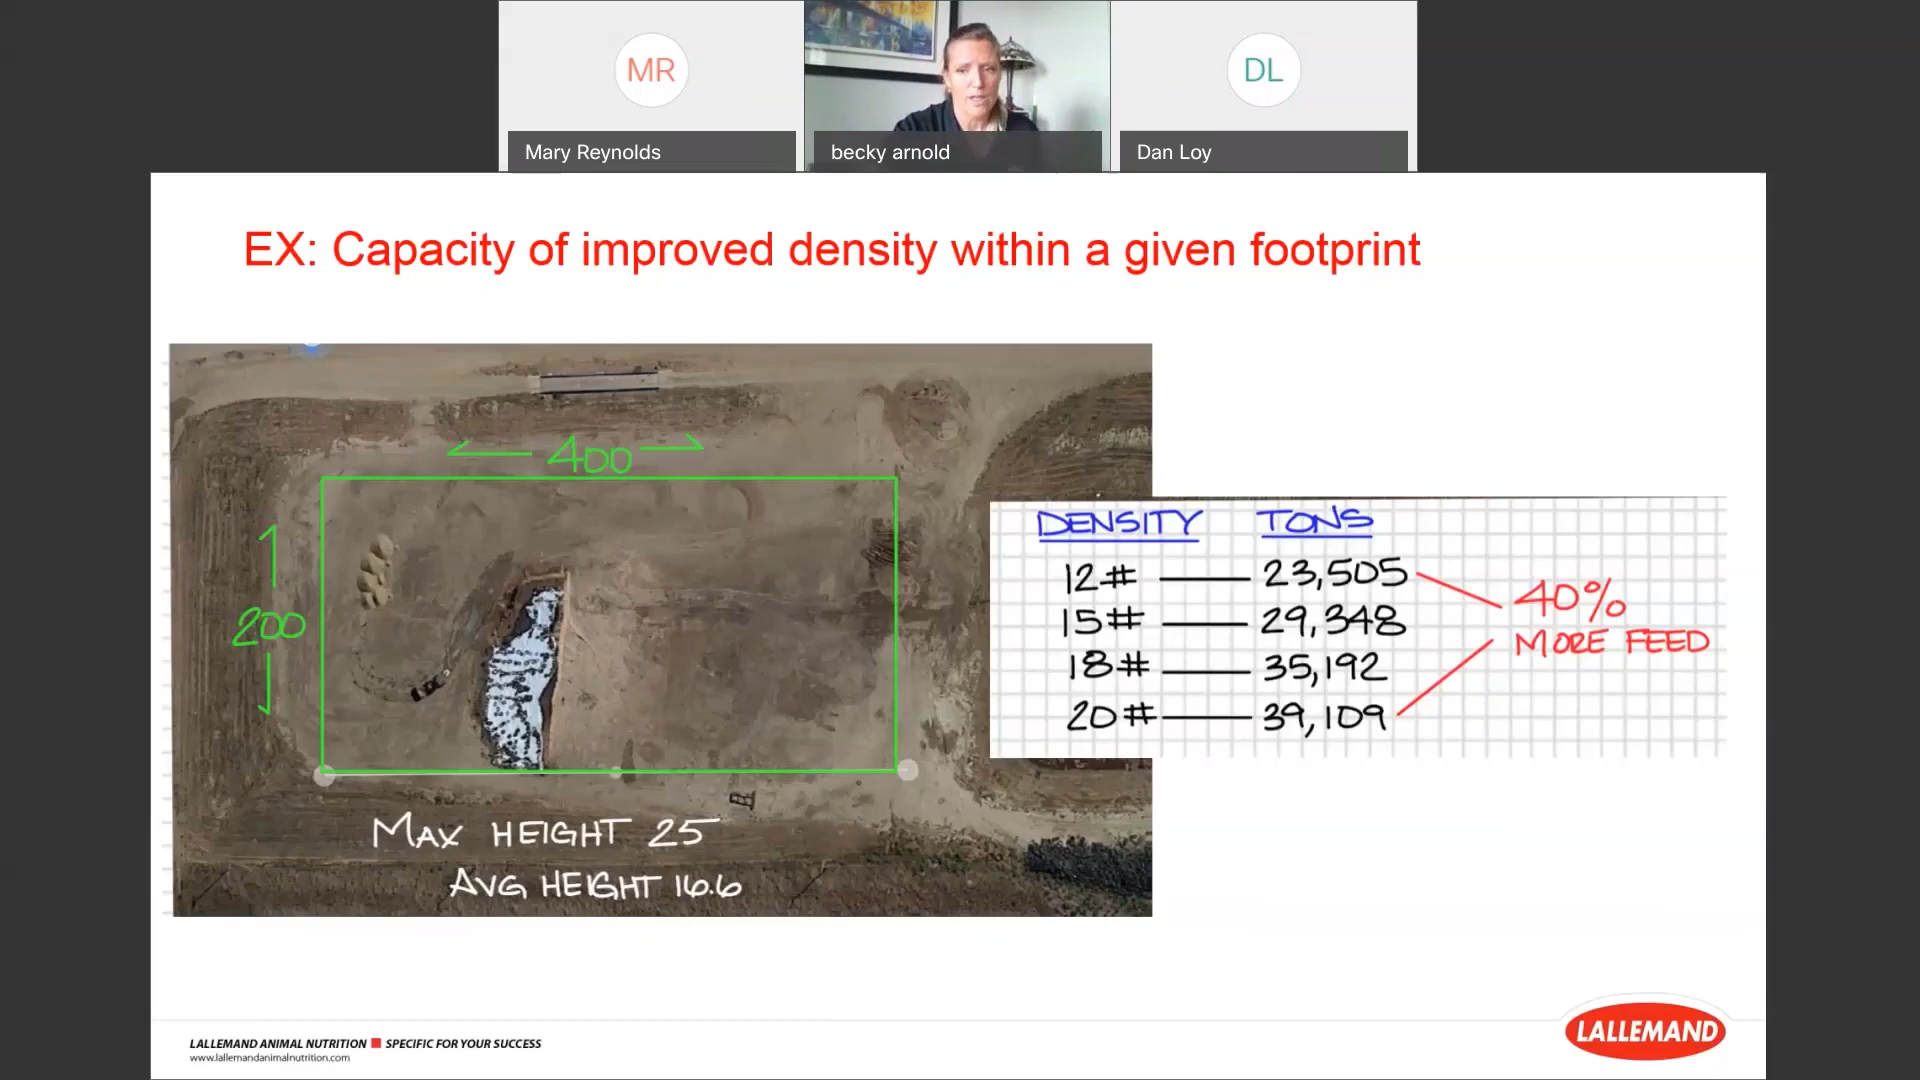 MR
DL
Mary Reynolds
becky arnold
Dan Loy
EX: Capacity of improved density within a given footprint
400
200
MAX HEIGHT 25
AVG HEIGHT 16.6
DENSITY TONS
12# 23,505
15# 29,348
18# 35,192
20# 39,109
40%
MORE FEED
LALLEMAND ANIMAL NUTRITION SPECIFIC FOR YOUR SUCCESS
www.lallemandanimalnutrition.com
LALLEMAND